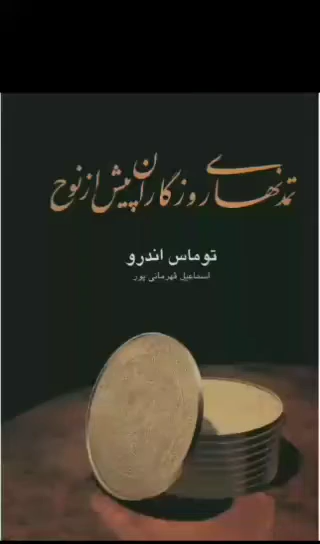 تمدنهای روزگاران پیش از نوح
توماس اندرو
اسماعیل قهرمانی پور